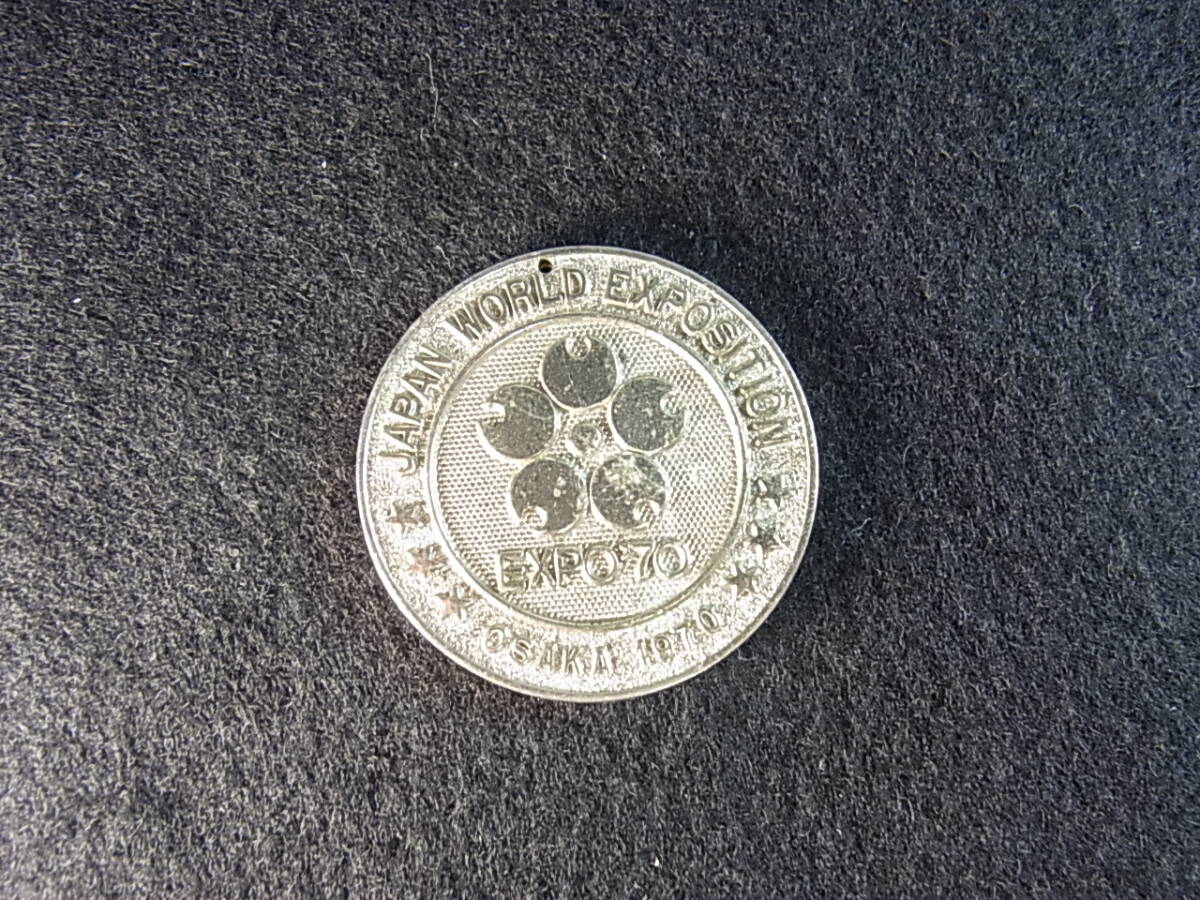 JAPAN WORLD EXPOSITION
EXPO'70
OSAKA 1970